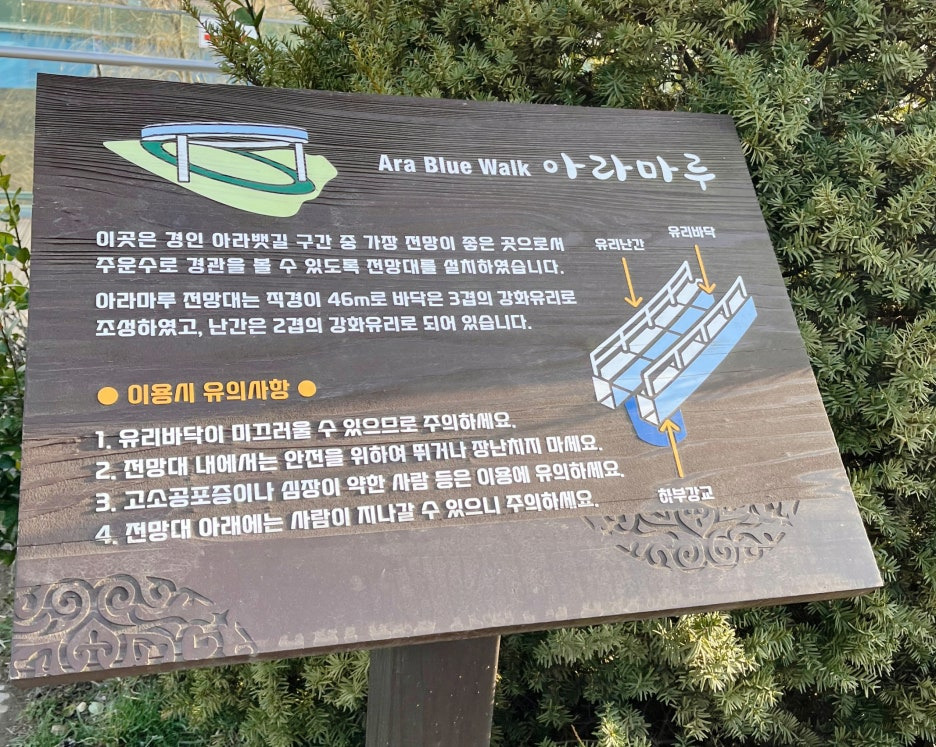 Ara Blue Walk 아라마루
이곳은 경인 아라뱃길 구간 중 가장 전망이 좋은 곳으로서
주운수로 경관을 볼 수 있도록 전망대를 설치하였습니다.
아라마루 전망대는 직경이 46m로 바닥은 3겹의 강화유리로
조성하였고, 난간은 2겹의 강화유리로 되어 있습니다.
유리난간
유리바닥
하부강교
● 이용시 유의사항 ●
1. 유리바닥이 미끄러울 수 있으므로 주의하세요.
2. 전망대 내에서는 안전을 위하여 뛰거나 장난치지 마세요.
3. 고소공포증이나 심장이 약한 사람 등은 이용에 유의하세요.
4. 전망대 아래에는 사람이 지나갈 수 있으니 주의하세요.